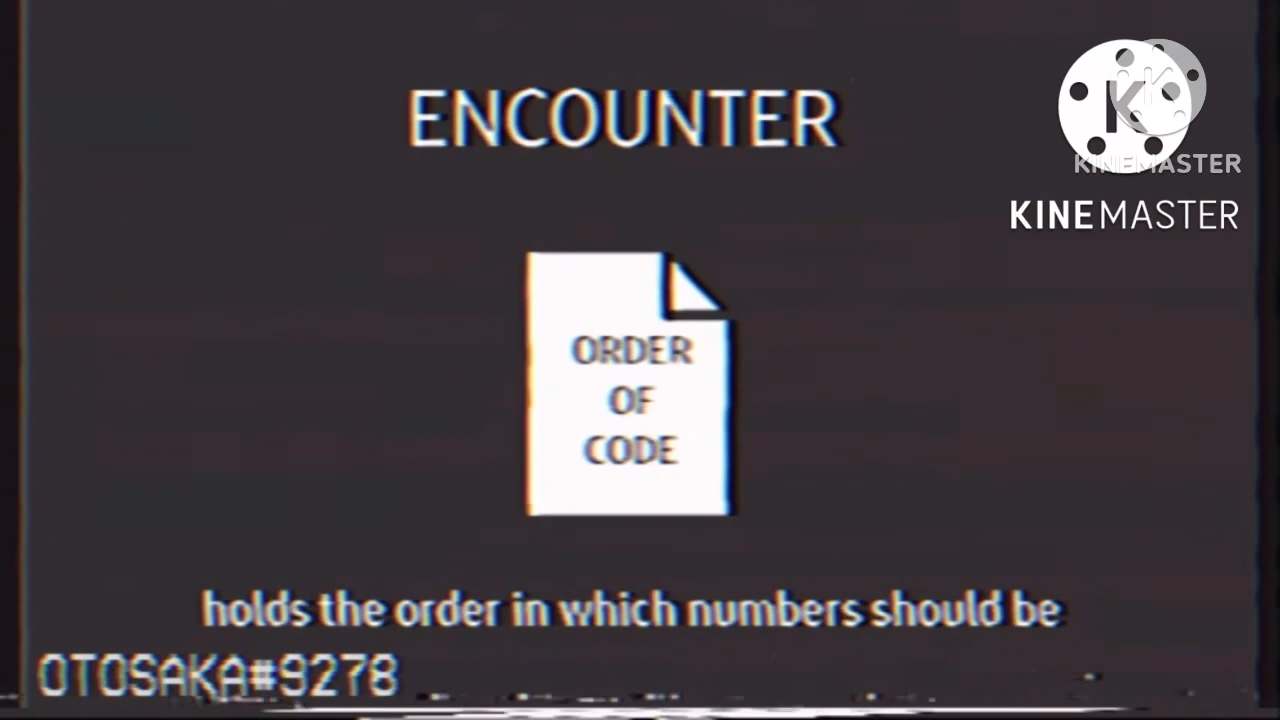 ENCOUNTER
K
K
KINEMASTER
KINEMASTER
ORDER
OF
CODE
holds the order in which numbers should be
OTOSAKA#9278